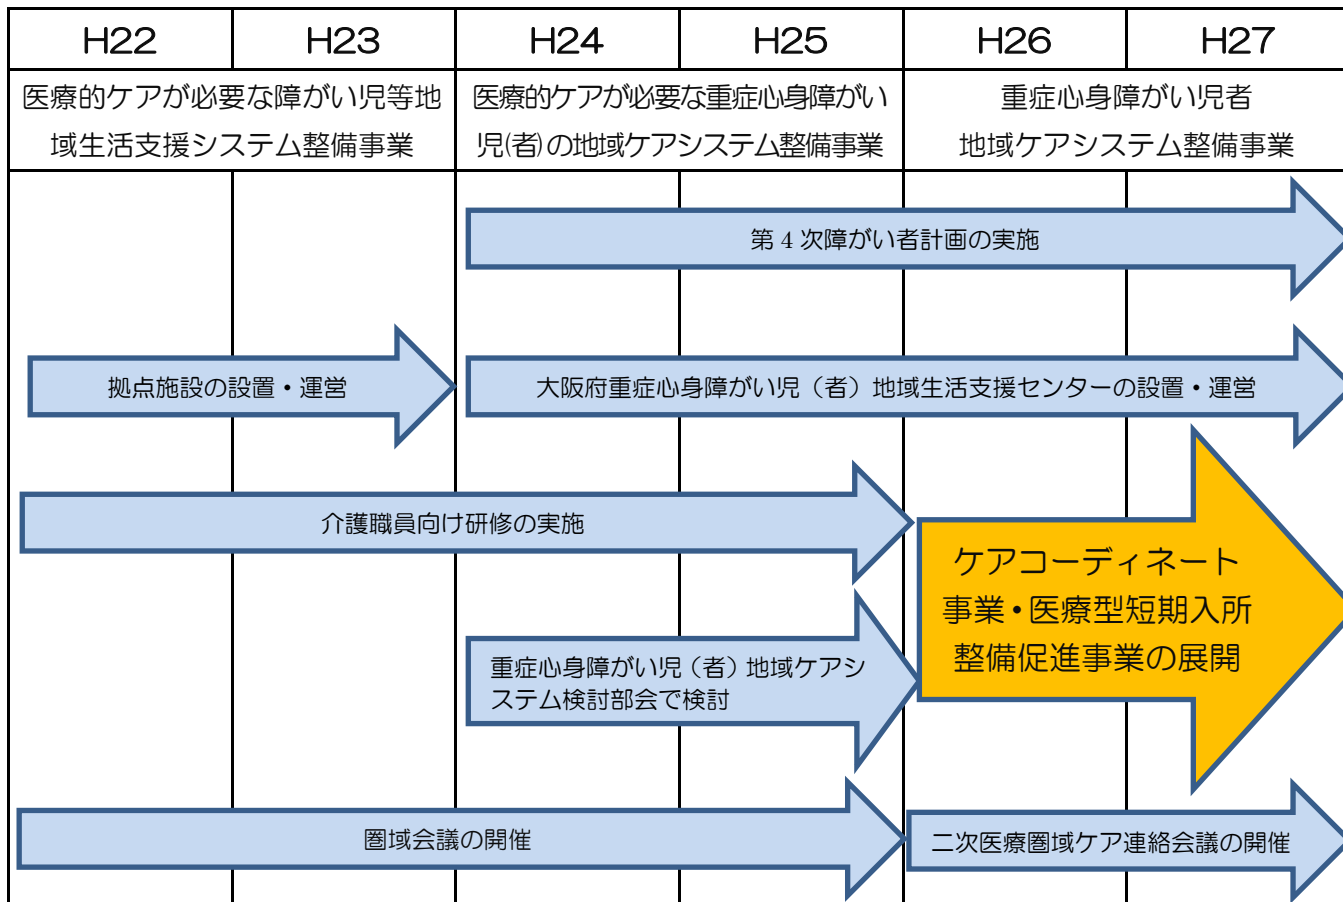 H22
H23
H24
H25
H26
H27
医療的ケアが必要な障がい児等地
域生活支援システム整備事業
医療的ケアが必要な重症心身障がい
児(者)の地域ケアシステム整備事業
重症心身障がい児者
地域ケアシステム整備事業
第4次障がい者計画の実施
拠点施設の設置・運営
大阪府重症心身障がい児（者）地域生活支援センターの設置・運営
介護職員向け研修の実施
ケアコーディネート
事業・医療型短期入所
整備促進事業の展開
重症心身障がい児（者）地域ケアシ
ステム検討部会で検討
圏域会議の開催
二次医療圏域ケア連絡会議の開催